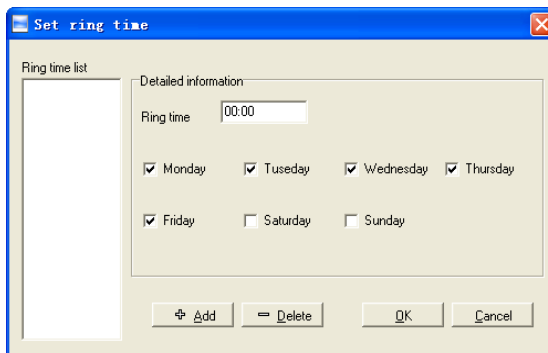 Set ring time
Ring time list
Detailed information
Ring time 00:00
Monday Tuseday Wednesday Thursday
Friday Saturday Sunday
Add Delete OK Cancel